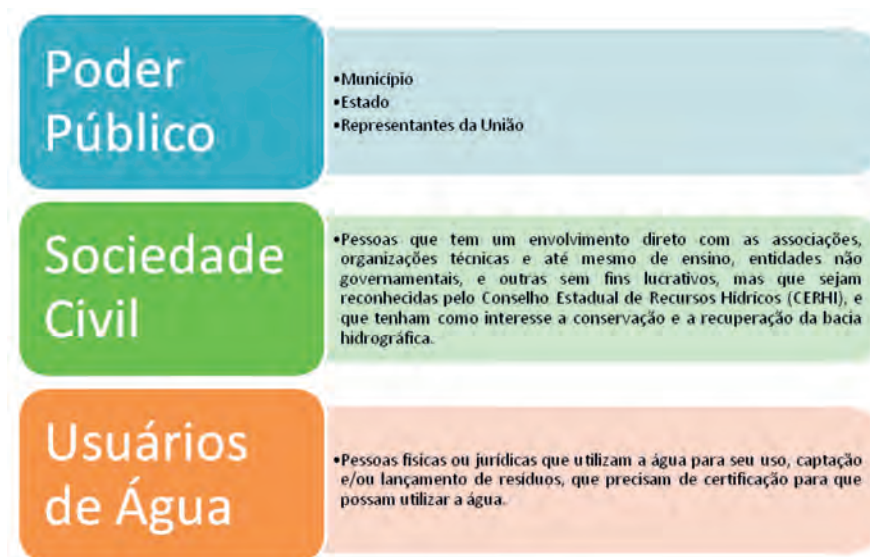 Poder
Público
•Município
•Estado
•Representantes da União
Sociedade
Civil
•Pessoas que tem um envolvimento direto com as associações,
organizações técnicas e até mesmo de ensino, entidades não
governamentais, e outras sem fins lucrativos, mas que sejam
reconhecidas pelo Conselho Estadual de Recursos Hídricos (CERHI), e
que tenham como interesse a conservação e a recuperação da bacia
hidrográfica.
Usuários
de Água
•Pessoas físicas ou jurídicas que utilizam a água para seu uso, captação
e/ou lançamento de resíduos, que precisam de certificação para que
possam utilizar a água.